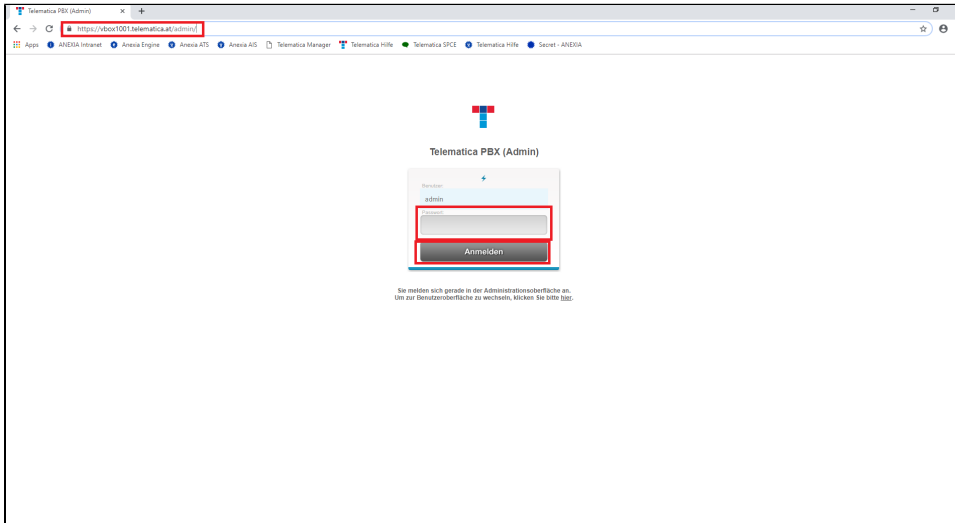 Telematica PBX (Admin)
https://vbox1001.telematica.at/admin/
Apps ANEXIA Intranet Anexia Engine Anexia ATS Anexia AIS Telematica Manager Telematica Hilfe Telematica SPCE Telematica Hilfe Secret - ANEXIA
Telematica PBX (Admin)
Benutzer:
admin
Passwort:
Anmelden
Sie melden sich gerade in der Administrationsoberfläche an.
Um zur Benutzeroberfläche zu wechseln, klicken Sie bitte hier.